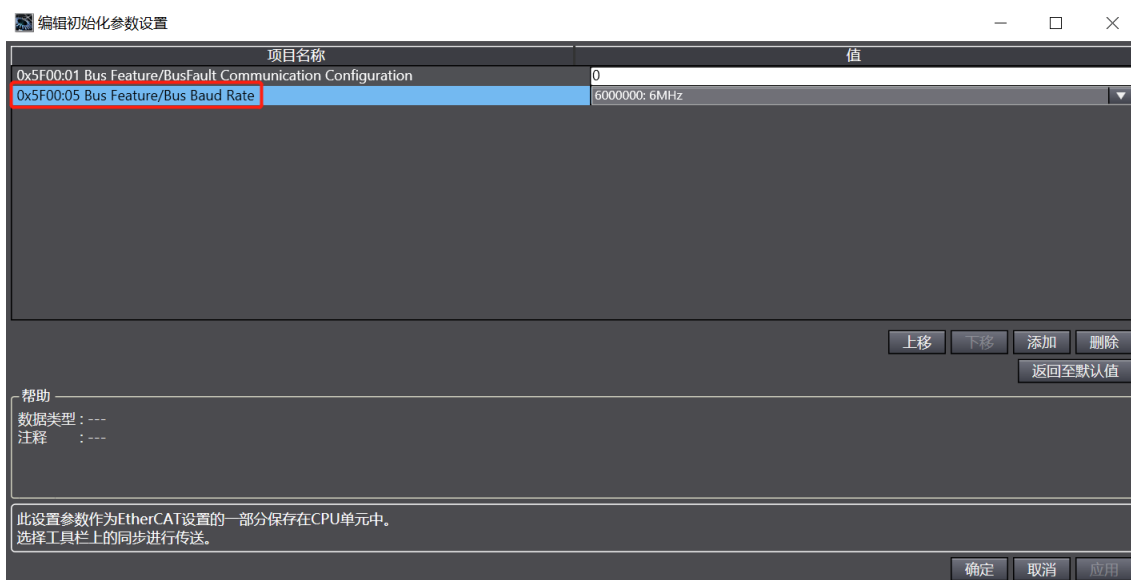 编辑初始化参数设置
项目名称 值
0x5F00:01 Bus Feature/BusFault Communication Configuration 0
0x5F00:05 Bus Feature/Bus Baud Rate 6000000: 6MHz
上移 下移 添加 删除
返回至默认值
帮助
数据类型 : ---
注释 : ---
此设置参数作为EtherCAT设置的一部分保存在CPU单元中。
选择工具栏上的同步进行传送。
确定 取消 应用